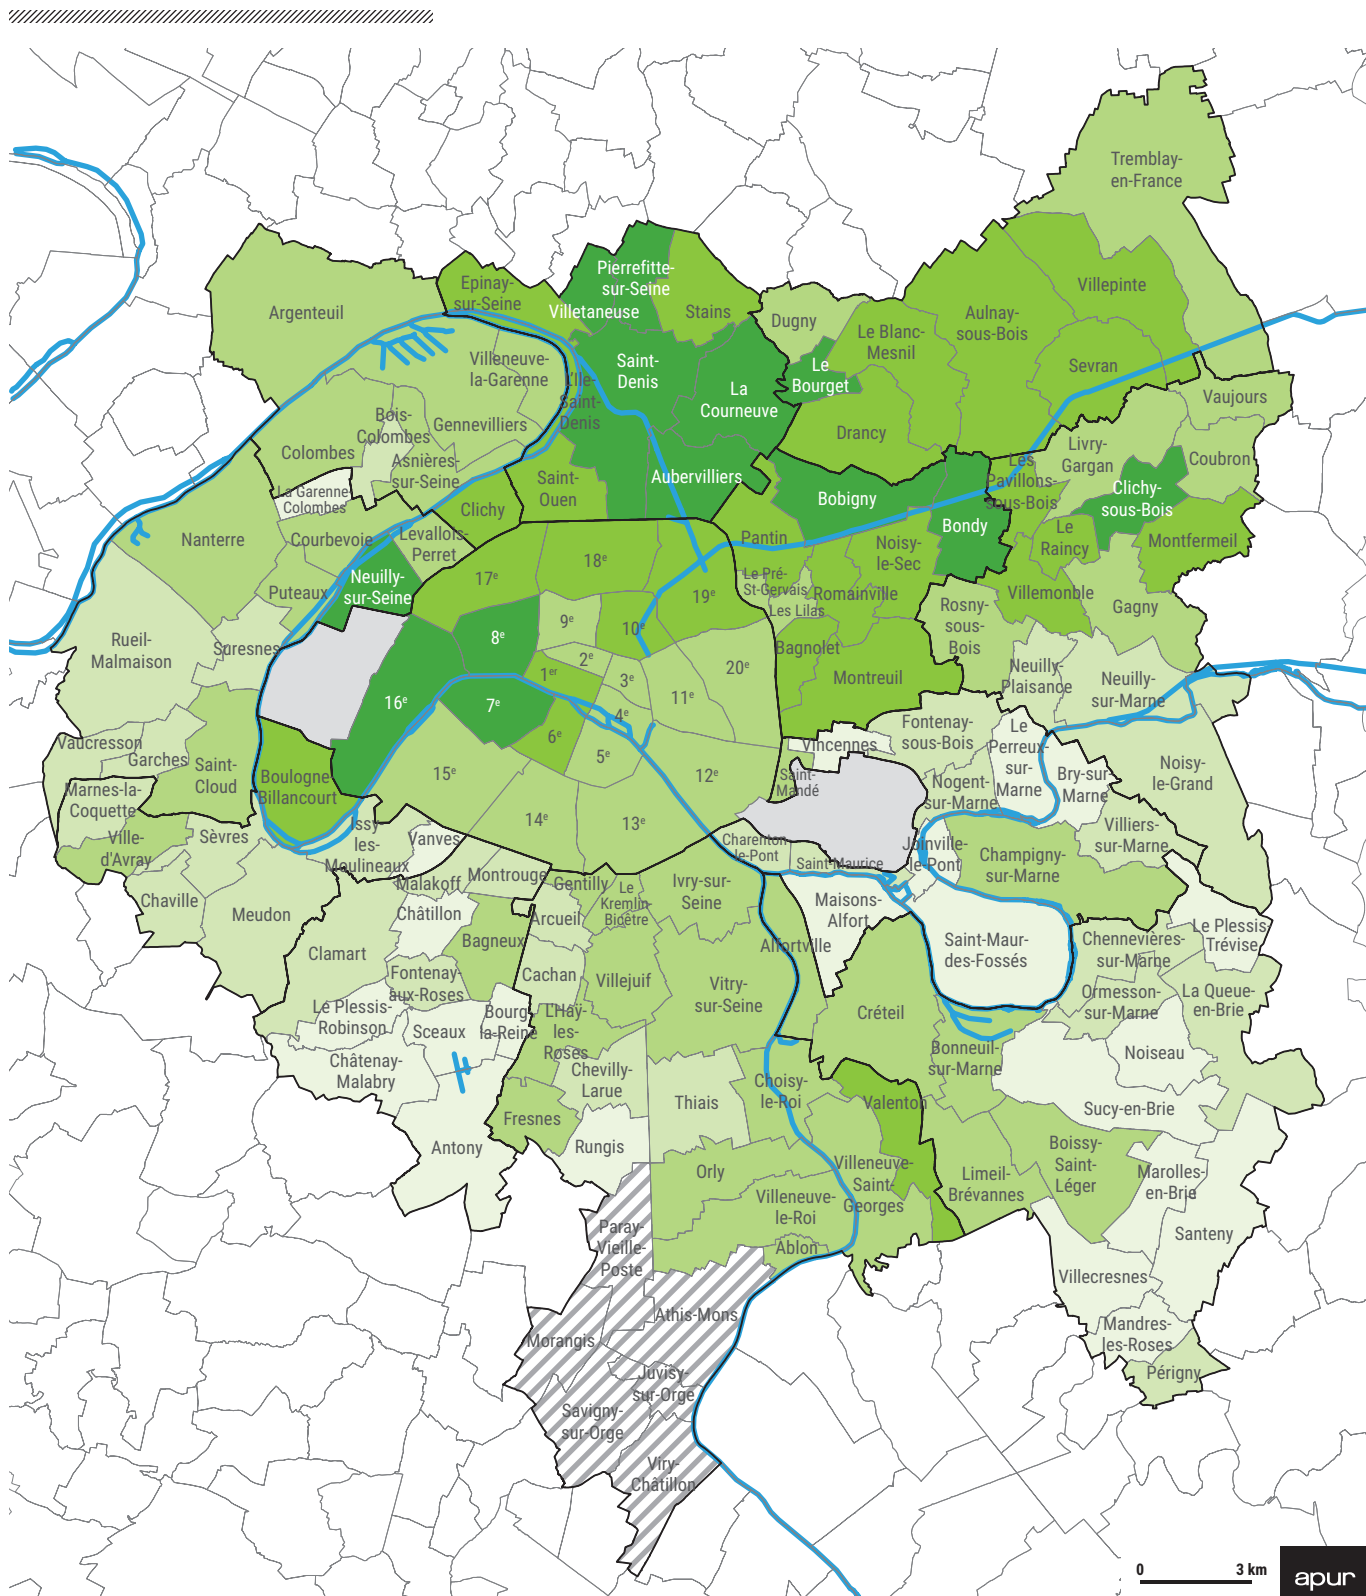 Tremblay-
en-France
Argenteuil
Epinay-
sur-Seine
Pierrefitte-
sur-Seine
Villetaneuse
Stains
Dugny
Le Blanc-
Mesnil
Aulnay-
sous-Bois
Villepinte
Sevran
Vaujours
Villeneuve-
la-Garenne
L'Ile-
Saint-
Denis
Saint-
Denis
La
Courneuve
Le
Bourget
Drancy
Bois-
Colombes
Colombes
Gennevilliers
Asnières-
sur-Seine
La Garenne-
Colombes
Saint-
Ouen
Aubervilliers
Bobigny
Bondy
Les
Pavillons-
sous-Bois
Livry-
Gargan
Clichy-
sous-Bois
Coubron
Montfermeil
Le
Raincy
Nanterre
Courbevoie
Levallois-
Perret
Clichy
Neuilly-
sur-Seine
Puteaux
Suresnes
Rueil-
Malmaison
17e
18e
19e
9e
10e
8e
2e
1er
3e
4e
11e
20e
16e
7e
6e
5e
15e
14e
13e
12e
Pantin
Le Pré-
St-Gervais
Les Lilas
Romainville
Noisy-
le-Sec
Bagnolet
Montreuil
Rosny-
sous-
Bois
Villemonble
Gagny
Neuilly-
Plaisance
Neuilly-
sur-Marne
Vaucresson
Garches
Saint-
Cloud
Marnes-la-
Coquette
Ville-
d'Avray
Sèvres
Boulogne
Billancourt
Issy-
les-
Moulineaux
Vanves
Malakoff
Montrouge
Chaville
Meudon
Clamart
Châtillon
Bagneux
Fontenay-
aux-Roses
Le Plessis-
Robinson
Sceaux
Bourg-
la-Reine
Châtenay-
Malabry
Antony
Vincennes
Saint-
Mandé
Fontenay-
sous-Bois
Le
Perreux-
sur-
Marne
Nogent-
sur-Marne
Bry-sur-
Marne
Noisy-
le-Grand
Villiers-
sur-Marne
Charenton-
le-Pont
Saint-Maurice
Joinville-
le-Pont
Champigny-
sur-Marne
Gentilly
Le
Kremlin-
Bicêtre
Ivry-sur-
Seine
Arcueil
Cachan
Villejuif
Vitry-
sur-Seine
Alfortville
Maisons-
Alfort
Saint-Maur-
des-Fossés
Chennevières-
sur-Marne
Le Plessis-
Trévise
Ormesson-
sur-Marne
La Queue-
en-Brie
L'Haÿ-
les-
Roses
Chevilly-
Larue
Fresnes
Rungis
Thiais
Choisy-
le-Roi
Créteil
Bonneuil-
sur-Marne
Noiseau
Sucy-en-Brie
Valenton
Orly
Villeneuve-
le-Roi
Villeneuve-
Saint-
Georges
Ablon
Limeil-
Brévannes
Boissy-
Saint-
Léger
Marolles-
en-Brie
Santeny
Villecresnes
Mandres-
les-Roses
Périgny
Paray-
Vieille-
Poste
Athis-Mons
Morangis
Juvisy-
sur-Orge
Savigny-
sur-Orge
Viry-
Châtillon
0
3 km
apur